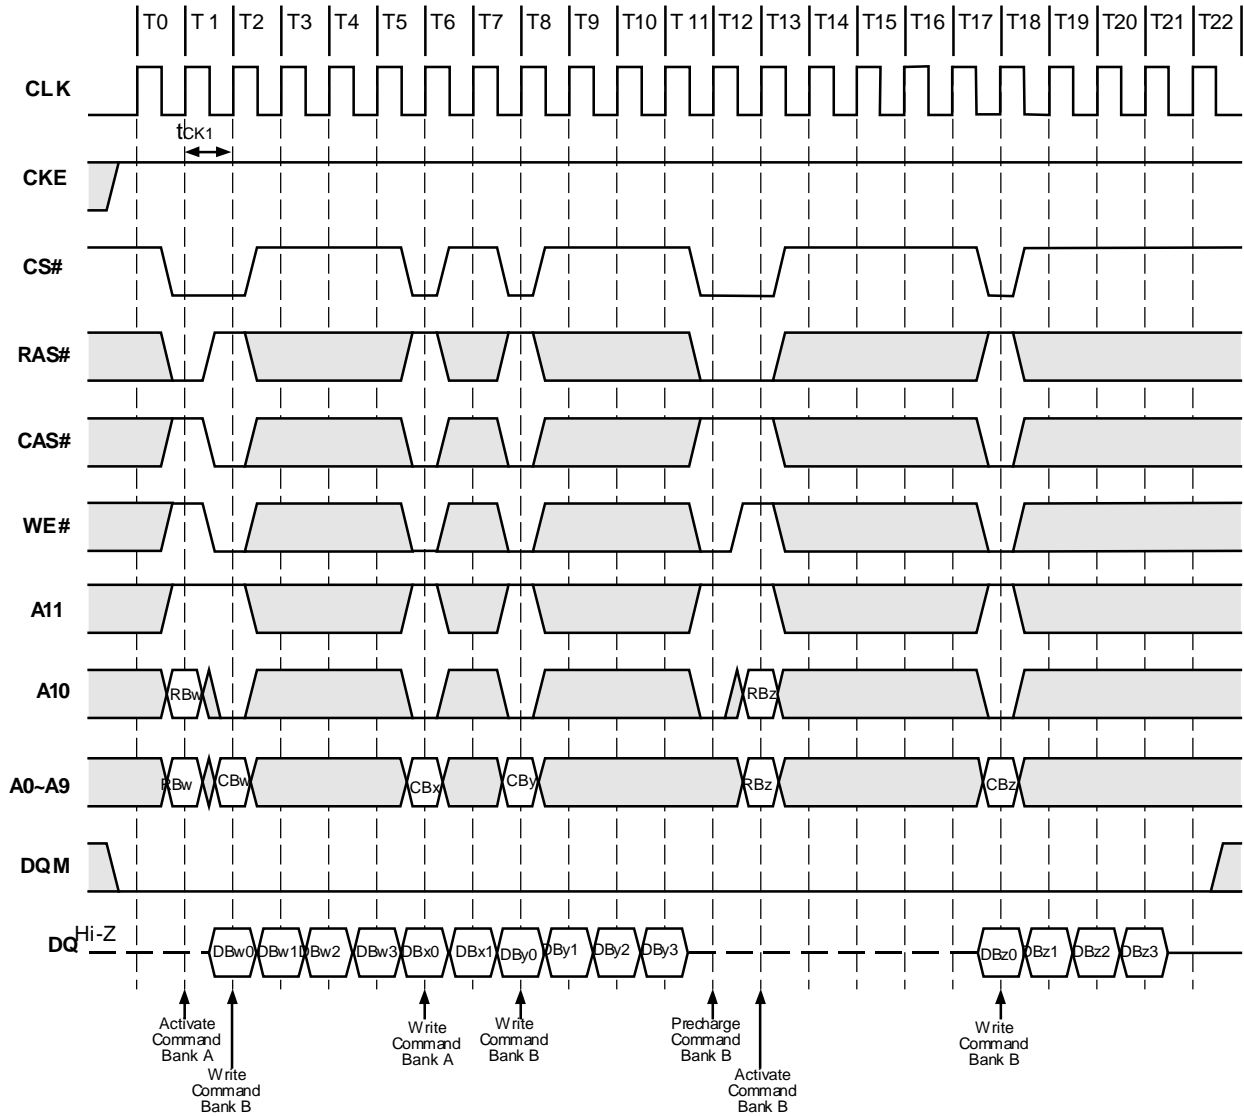 T0 T1 T2 T3 T4 T5 T6 T7 T8 T9 T10 T11 T12 T13 T14 T15 T16 T17 T18 T19 T20 T21 T22
CLK
tCK1
CKE
CS#
RAS#
CAS#
WE#
A11
A10 RBw RBz
A0~A9 RBw CBw CBx CBy RBz CBz
DQM
DQ Hi-Z DBw0 DBw1 DBw2 DBw3 DBx0 DBx1 DBy0 DBy1 DBy2 DBy3 DBz0 DBz1 DBz2 DBz3
Activate
Command
Bank A
Write
Command
Bank B
Write
Command
Bank A
Write
Command
Bank B
Precharge
Command
Bank B
Activate
Command
Bank B
Write
Command
Bank B